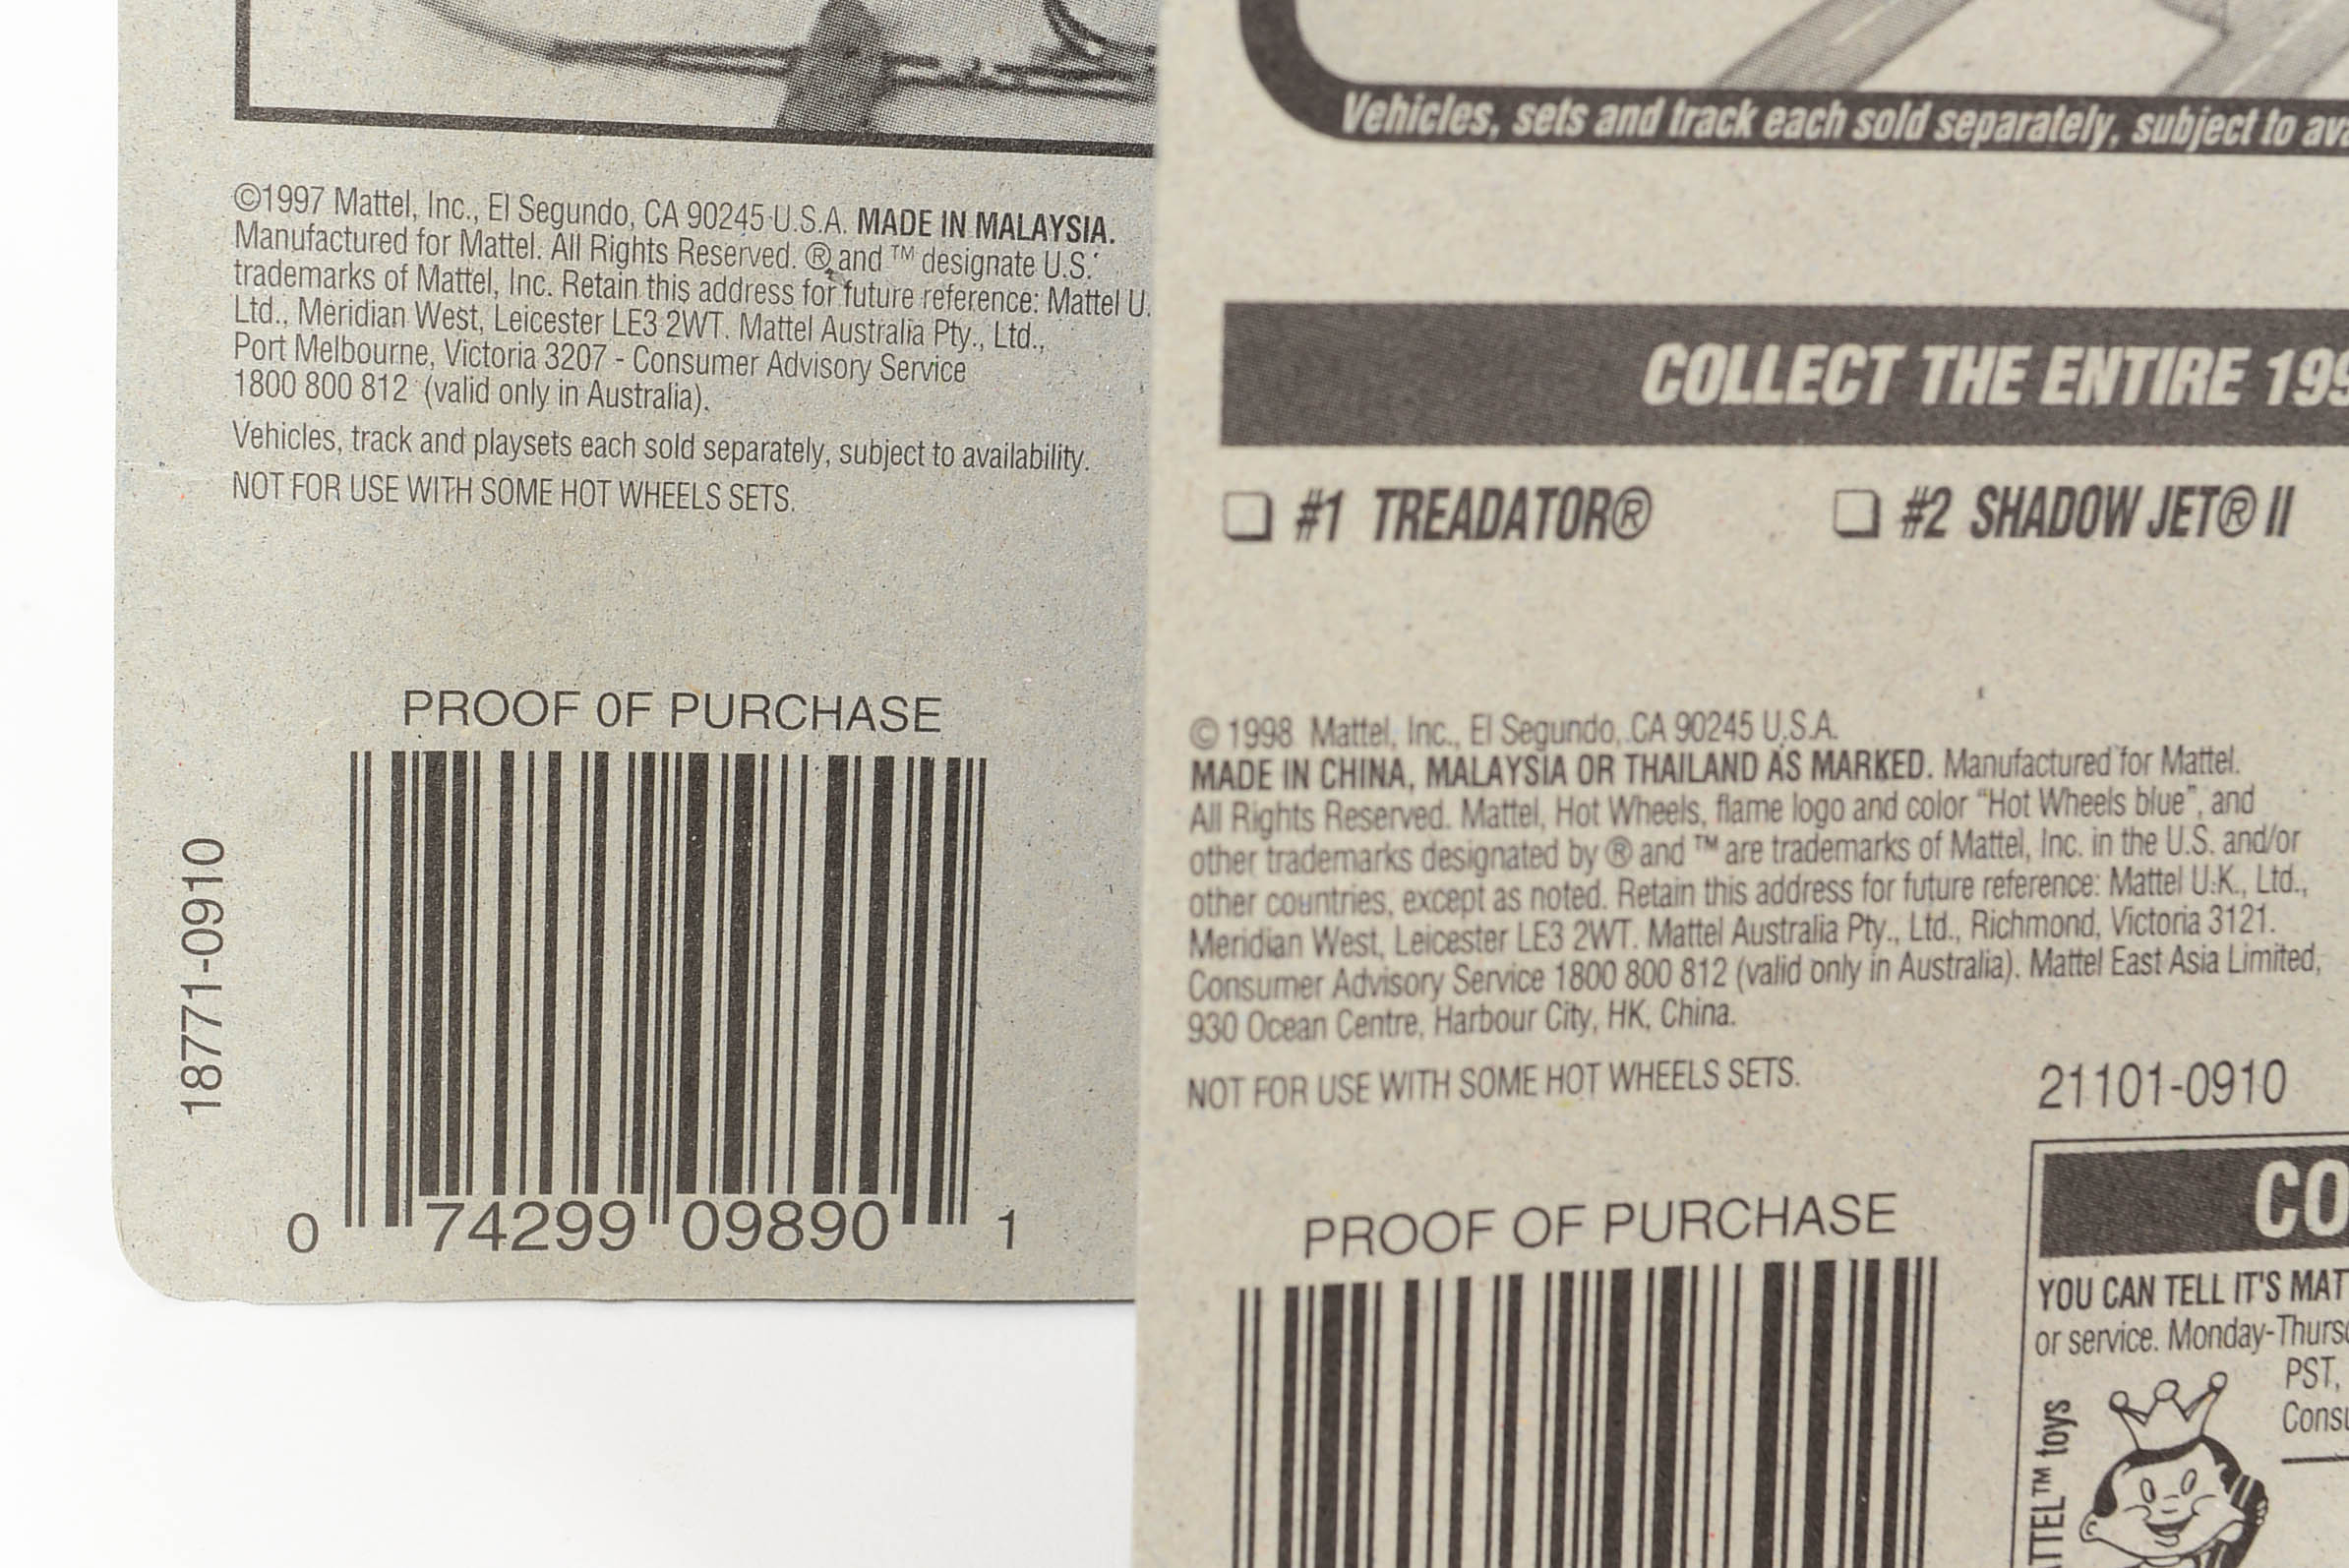 ©1997 Mattel, Inc., El Segundo, CA 90245 U.S.A. MADE IN MALAYSIA.
Manufactured for Mattel. All Rights Reserved. ® and ™ designate U.S.
trademarks of Mattel, Inc. Retain this address for future reference: Mattel U.
Ltd., Meridian West, Leicester LE3 2WT. Mattel Australia Pty., Ltd.,
Port Melbourne, Victoria 3207 - Consumer Advisory Service
1800 800 812 (valid only in Australia).
Vehicles, track and playsets each sold separately, subject to availability.
NOT FOR USE WITH SOME HOT WHEELS SETS.
PROOF 0F PURCHASE
18771-0910
0 74299 09890 1
Vehicles, sets and track each sold separately, subject to
COLLECT THE ENTIRE 199
#1 TREADATOR®
#2 SHADOW JET® II
© 1998 Mattel, Inc., El Segundo, CA 90245 U.S.A.
MADE IN CHINA, MALAYSIA OR THAILAND AS MARKED. Manufactured for Mattel.
All Rights Reserved. Mattel, Hot Wheels, flame logo and color “Hot Wheels blue”, and
other trademarks designated by ® and ™ are trademarks of Mattel, Inc. in the U.S. and/or
other countries, except as noted. Retain this address for future reference: Mattel U.K., Ltd.,
Meridian West, Leicester LE3 2WT. Mattel Australia Pty., Ltd., Richmond, Victoria 3121.
Consumer Advisory Service 1800 800 812 (valid only in Australia). Mattel East Asia Limited,
930 Ocean Centre, Harbour City, HK, China.
NOT FOR USE WITH SOME HOT WHEELS SETS.
21101-0910
PROOF OF PURCHASE
CO
YOU CAN TELL IT'S MAT
or service. Monday-Thurs
PST,
Cons
TTEL™ toys